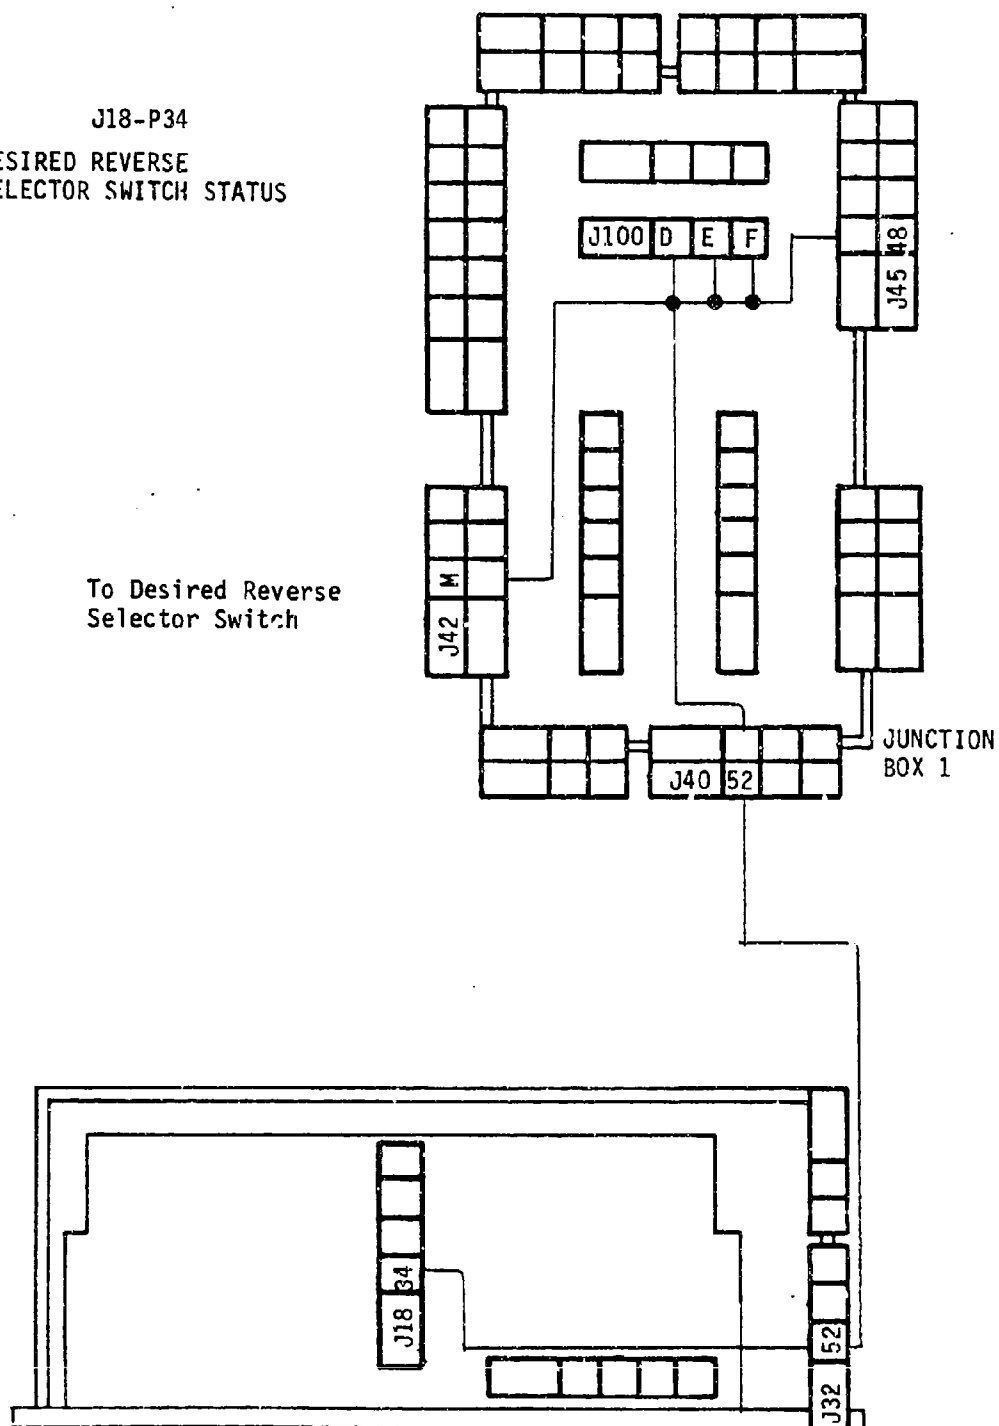 J18-P34
ESIRED REVERSE
ELECTOR SWITCH STATUS
J100 D E F
48
J45
To Desired Reverse
Selector Switch
M
J42
J40 52
JUNCTION
BOX 1
34
J18
52
J32